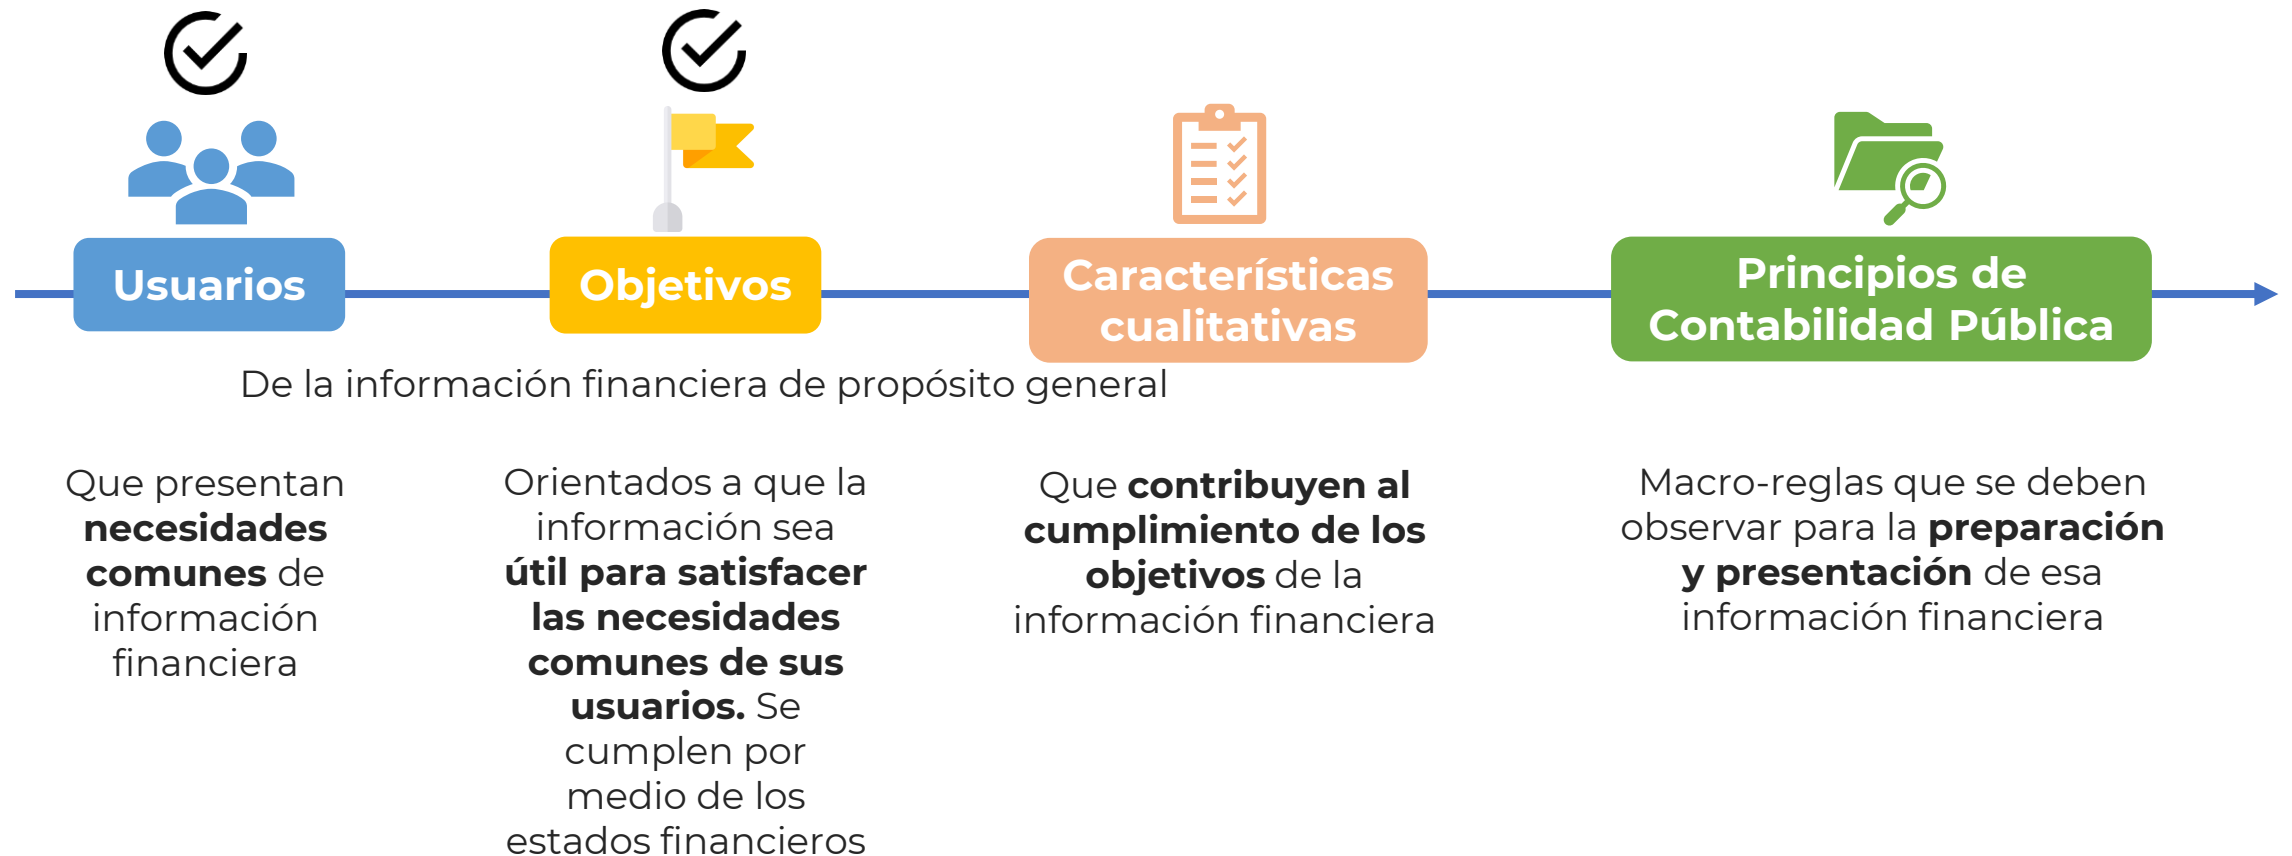 Usuarios
Objetivos
Características
cualitativas
Principios de
Contabilidad Pública
De la información financiera de propósito general
Que presentan
necesidades
comunes de
información
financiera
Orientados a que la
información sea
útil para satisfacer
las necesidades
comunes de sus
usuarios. Se
cumplen por
medio de los
estados financieros
Que contribuyen al
cumplimiento de los
objetivos de la
información financiera
Macro-reglas que se deben
observar para la preparación
y presentación de esa
información financiera